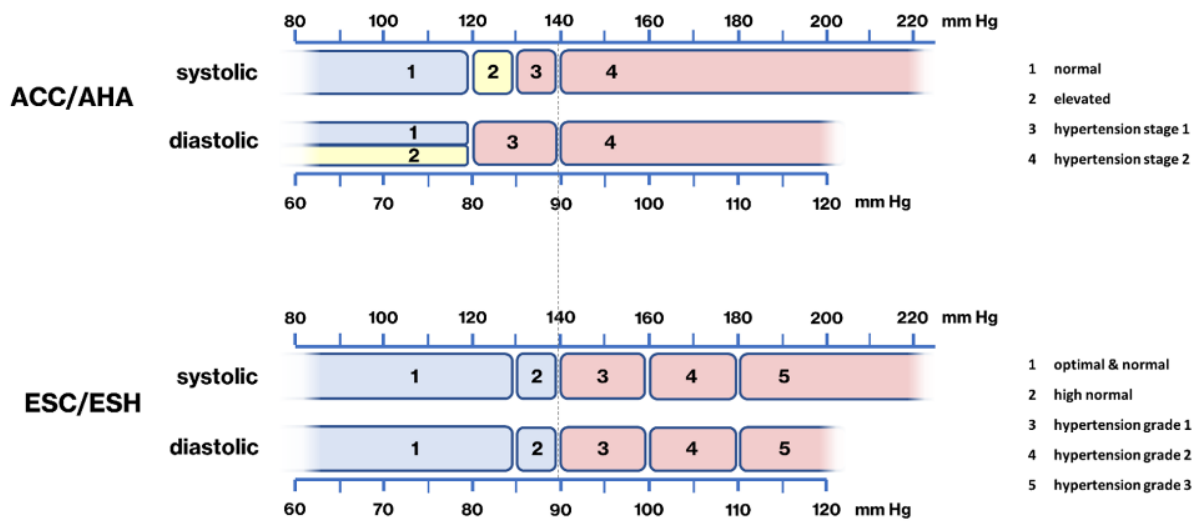 80 100 120 140 160 180 200 220 mm Hg
systolic 1 2 3 4
ACC/AHA
diastolic 1 3 4
2
60 70 80 90 100 110 120 mm Hg
1 normal
2 elevated
3 hypertension stage 1
4 hypertension stage 2
80 100 120 140 160 180 200 220 mm Hg
systolic 1 2 3 4 5
ESC/ESH
diastolic 1 2 3 4 5
60 70 80 90 100 110 120 mm Hg
1 optimal & normal
2 high normal
3 hypertension grade 1
4 hypertension grade 2
5 hypertension grade 3